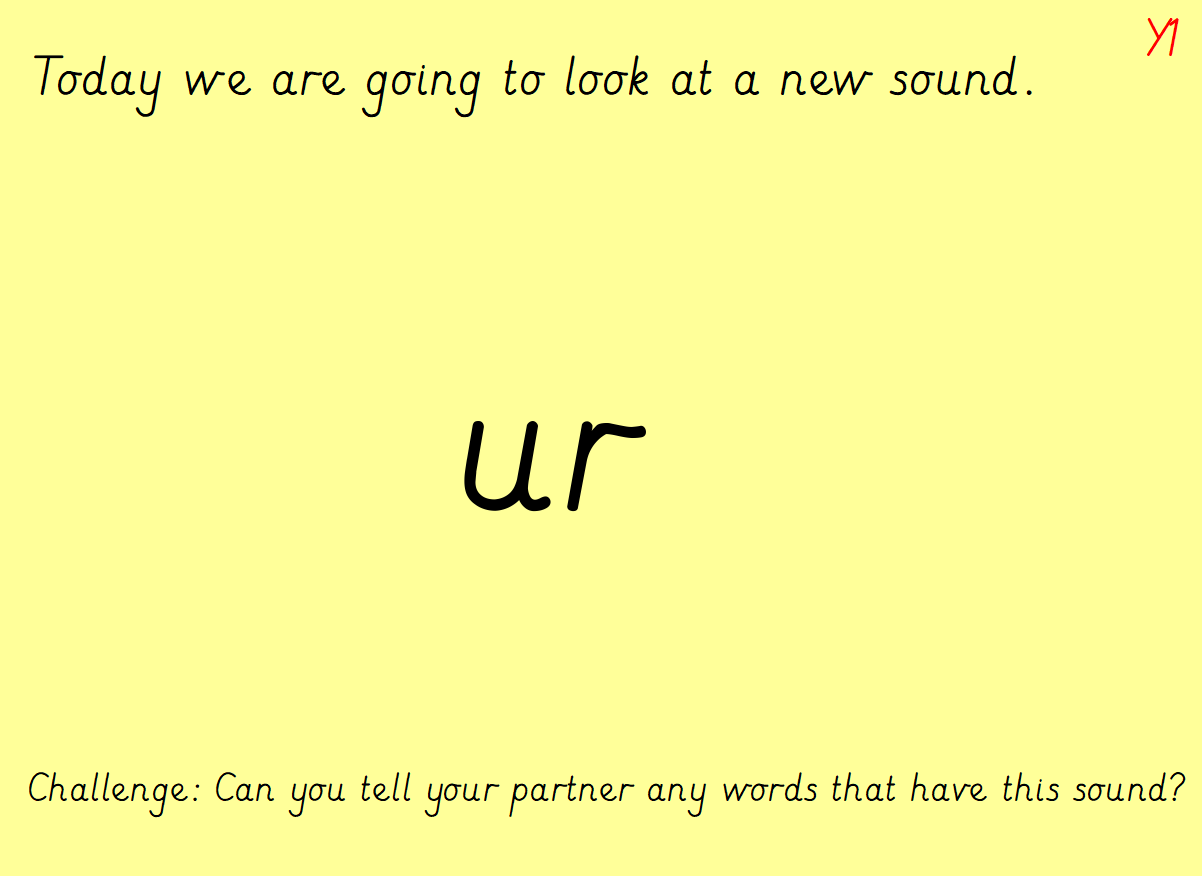 Y1
Today we are going to look at a new sound.
ur
Challenge: Can you tell your partner any words that have this sound?